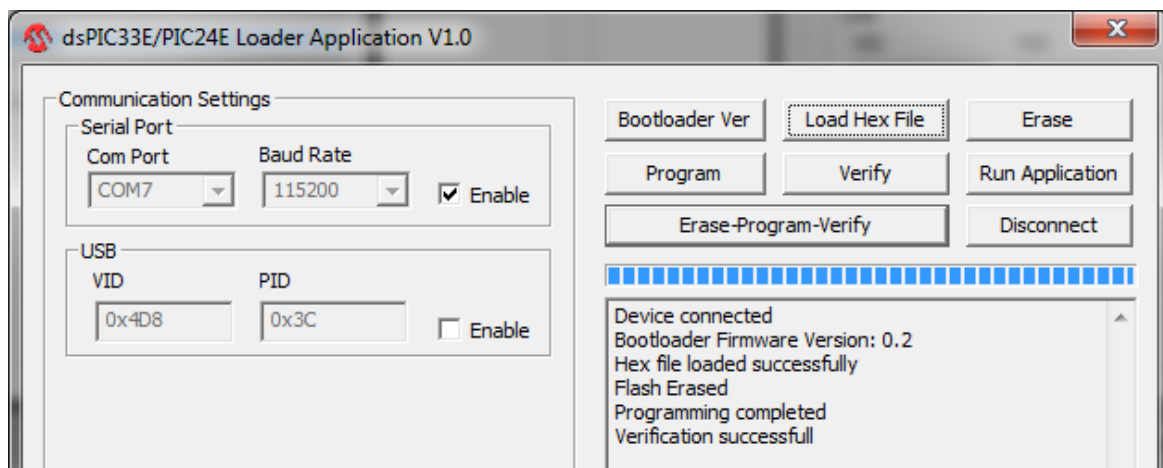 dsPIC33E/PIC24E Loader Application V1.0
Communication Settings
Serial Port
Com Port Baud Rate
COM7 115200 Enable
USB
VID PID
0x4D8 0x3C Enable
Bootloader Ver Load Hex File Erase
Program Verify Run Application
Erase-Program-Verify Disconnect
Device connected
Bootloader Firmware Version: 0.2
Hex file loaded successfully
Flash Erased
Programming completed
Verification successfull